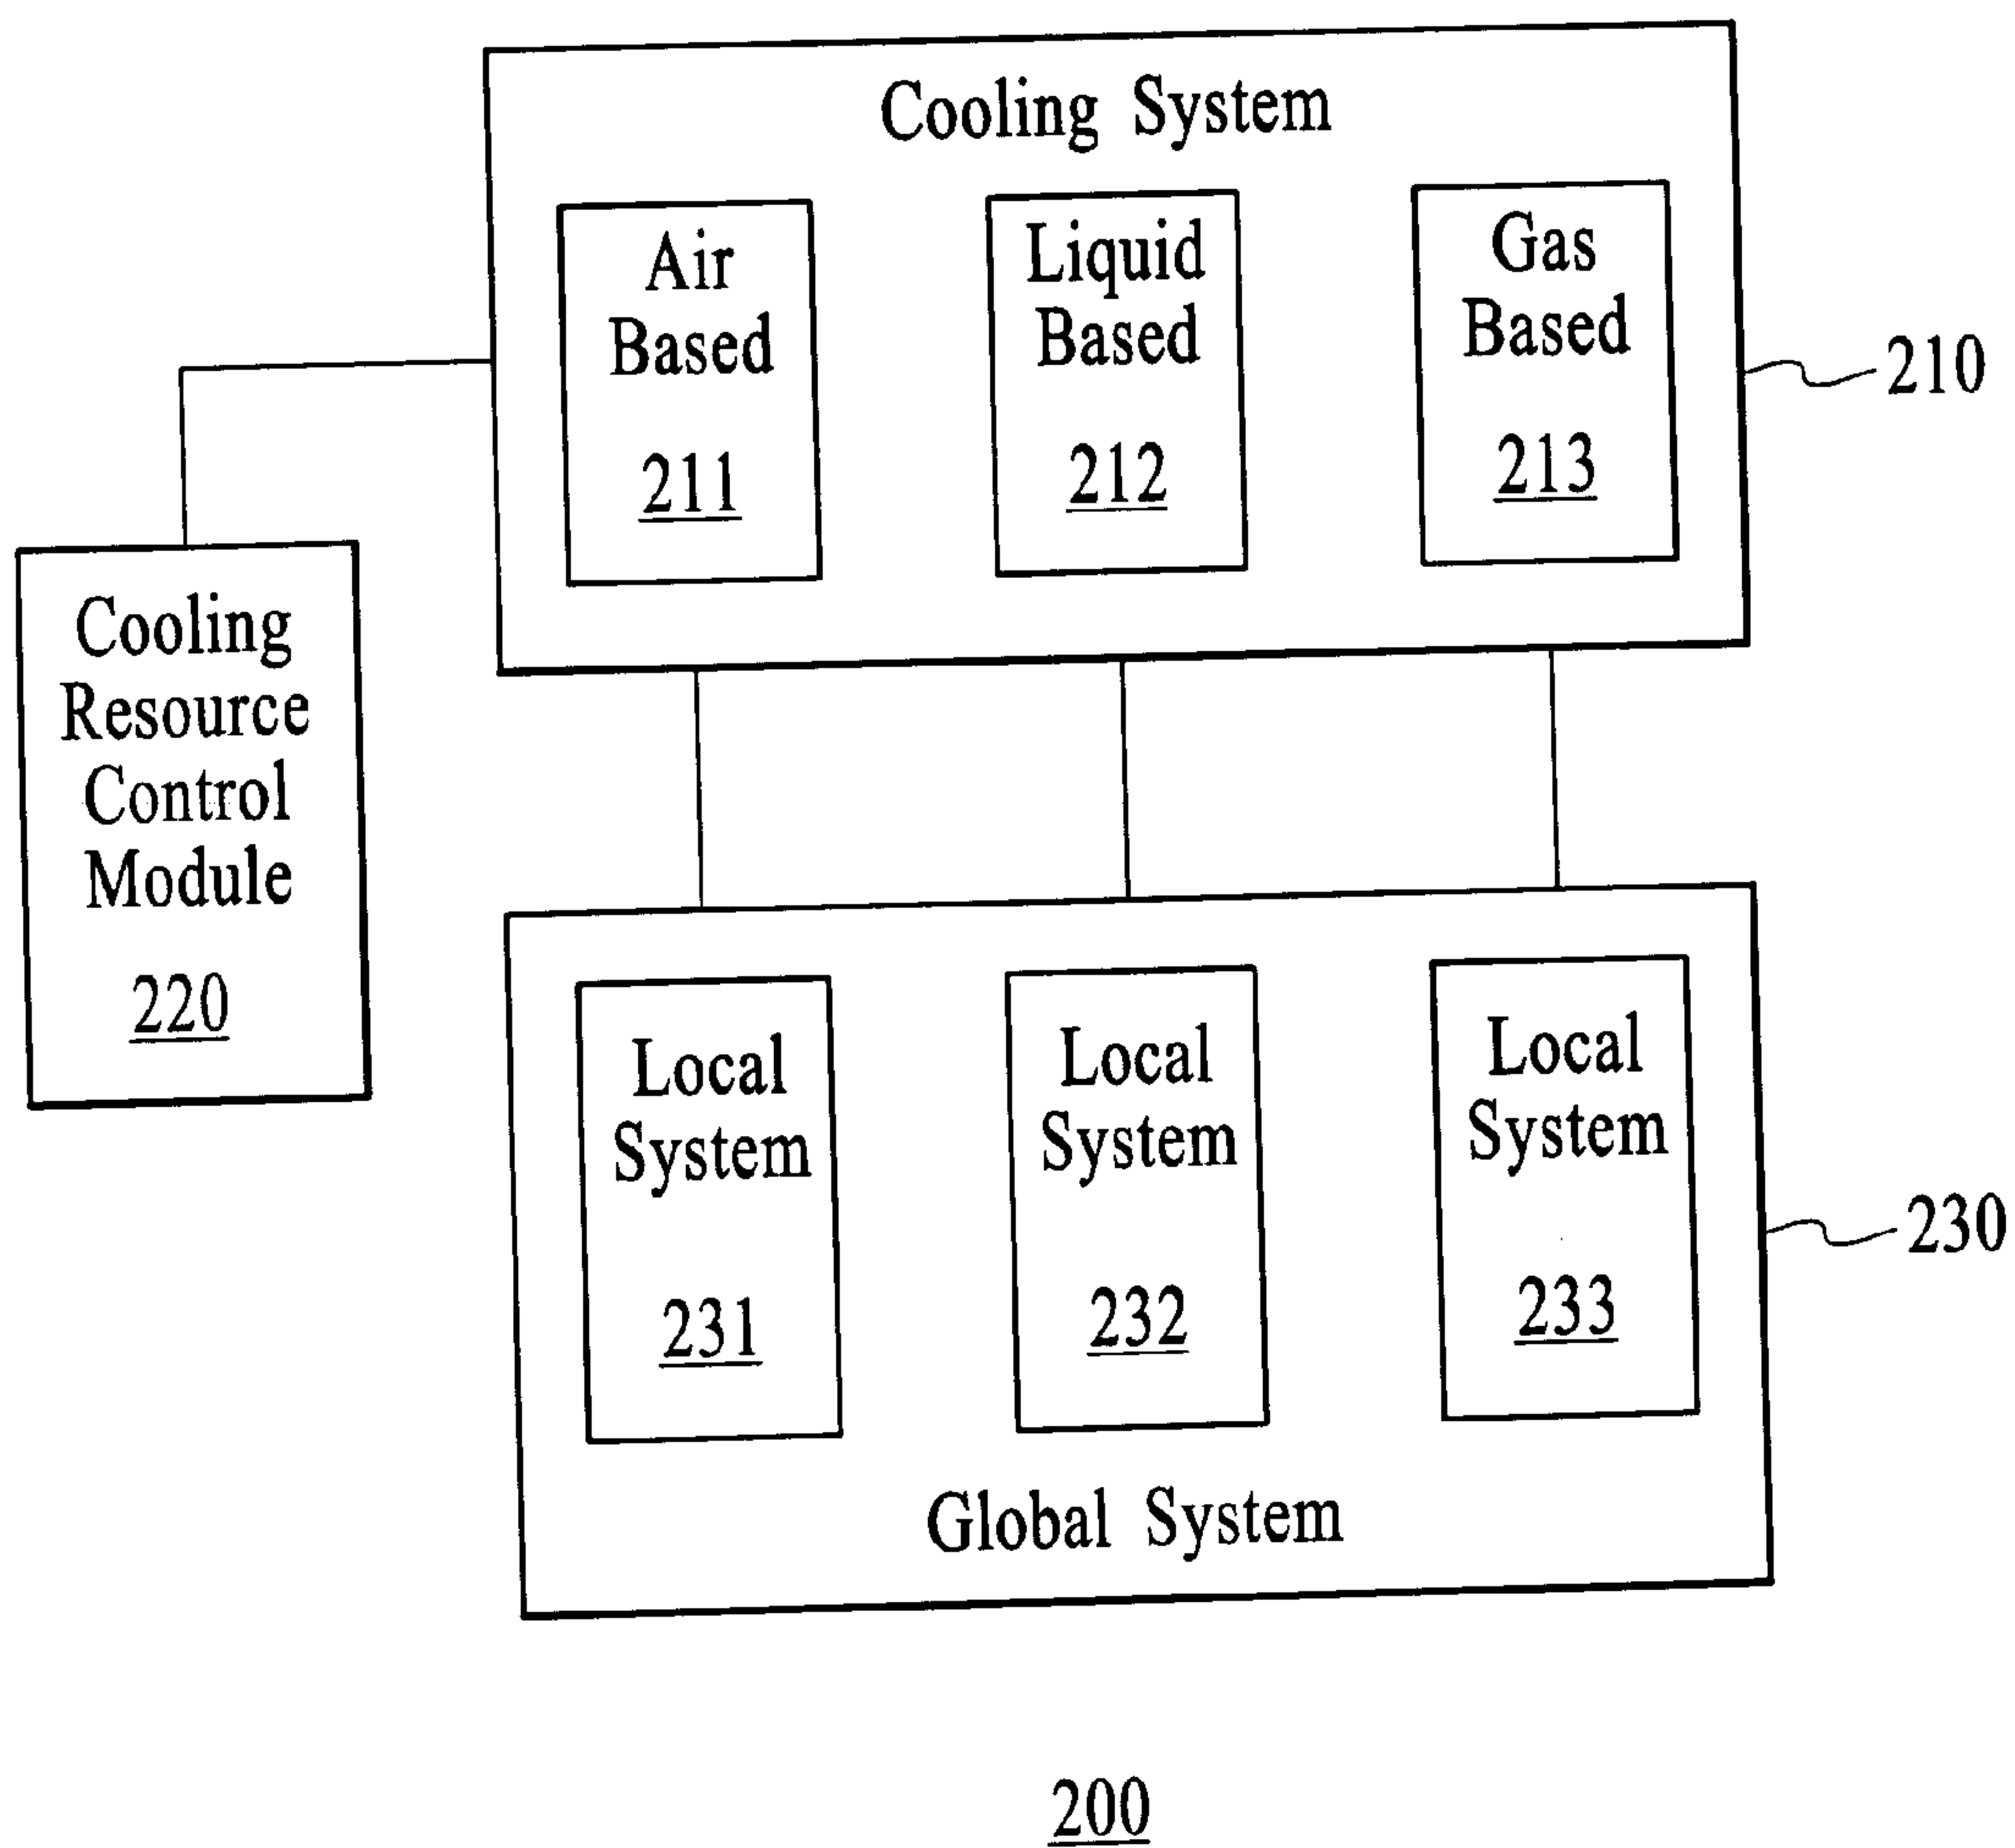 Cooling System
Air
Based
211
Liquid
Based
212
Gas
Based
213
210
Cooling
Resource
Control
Module
220
Local
System
231
Local
System
232
Local
System
233
230
Global System
200